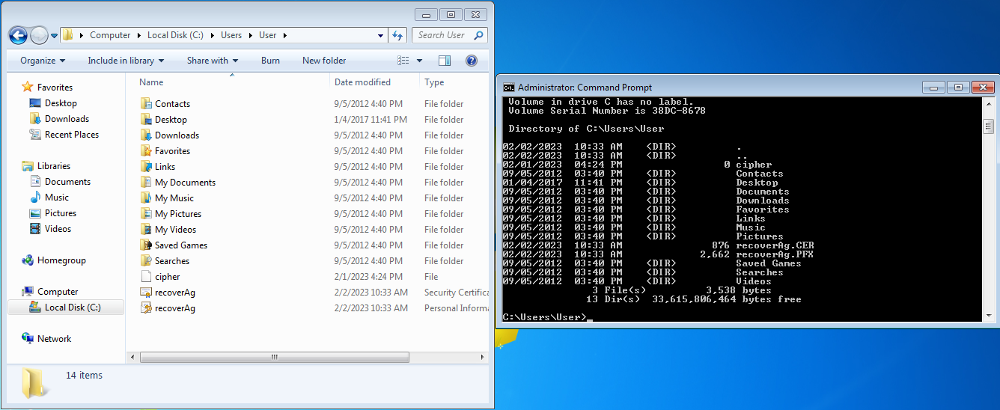 Computer Local Disk (C:) Users User Search User
Organize Include in library Share with Burn New folder
Favorites
Desktop
Downloads
Recent Places
Libraries
Documents
Music
Pictures
Videos
Homegroup
Computer
Local Disk (C:)
Network
Name Date modified Type
Contacts 9/5/2012 4:40 PM File folder
Desktop 1/4/2017 11:41 PM File folder
Downloads 9/5/2012 4:40 PM File folder
Favorites 9/5/2012 4:40 PM File folder
Links 9/5/2012 4:40 PM File folder
My Documents 9/5/2012 4:40 PM File folder
My Music 9/5/2012 4:40 PM File folder
My Pictures 9/5/2012 4:40 PM File folder
My Videos 9/5/2012 4:40 PM File folder
Saved Games 9/5/2012 4:40 PM File folder
Searches 9/5/2012 4:40 PM File folder
cipher 2/1/2023 4:24 PM File
recoverAg 2/2/2023 10:33 AM Security Certifica
recoverAg 2/2/2023 10:33 AM Personal Informa
14 items
Administrator: Command Prompt
Volume in drive C has no label.
Volume Serial Number is 38DC-8678
Directory of C:\Users\User
02/02/2023 10:33 AM <DIR> .
02/02/2023 10:33 AM <DIR> ..
02/01/2023 04:24 PM 0 cipher
09/05/2012 03:40 PM <DIR> Contacts
01/04/2017 11:41 PM <DIR> Desktop
09/05/2012 03:40 PM <DIR> Documents
09/05/2012 03:40 PM <DIR> Downloads
09/05/2012 03:40 PM <DIR> Favorites
09/05/2012 03:40 PM <DIR> Links
09/05/2012 03:40 PM <DIR> Music
09/05/2012 03:40 PM <DIR> Pictures
02/02/2023 10:33 AM 876 recoverAg.CER
02/02/2023 10:33 AM 2,662 recoverAg.PFX
09/05/2012 03:40 PM <DIR> Saved Games
09/05/2012 03:40 PM <DIR> Searches
09/05/2012 03:40 PM <DIR> Videos
3 File(s) 3,538 bytes
13 Dir(s) 33,615,806,464 bytes free
C:\Users\User>_